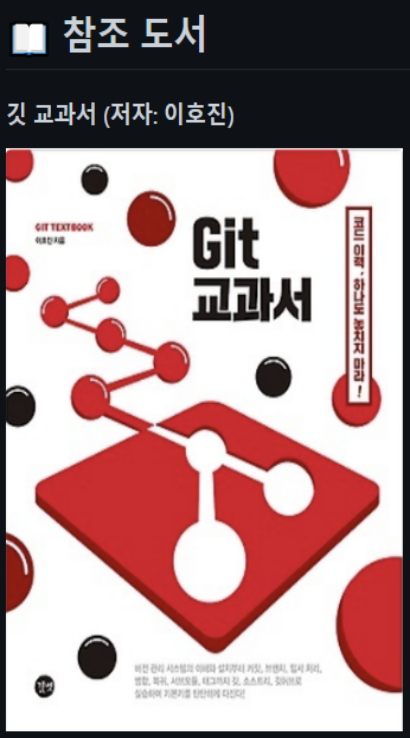 참조 도서
깃 교과서 (저자: 이호진)
GIT TEXTBOOK
이호진 지음
Git
교과서
코드 이력, 하나도 놓치지 마라!
버전 관리 시스템의 이해와 설치부터 커밋, 브랜치, 임시 처리,
병합, 복귀, 서브모듈, 태그까지 깃, 소스트리, 깃허브로
실습하며 기본기를 탄탄하게 다진다!
길벗